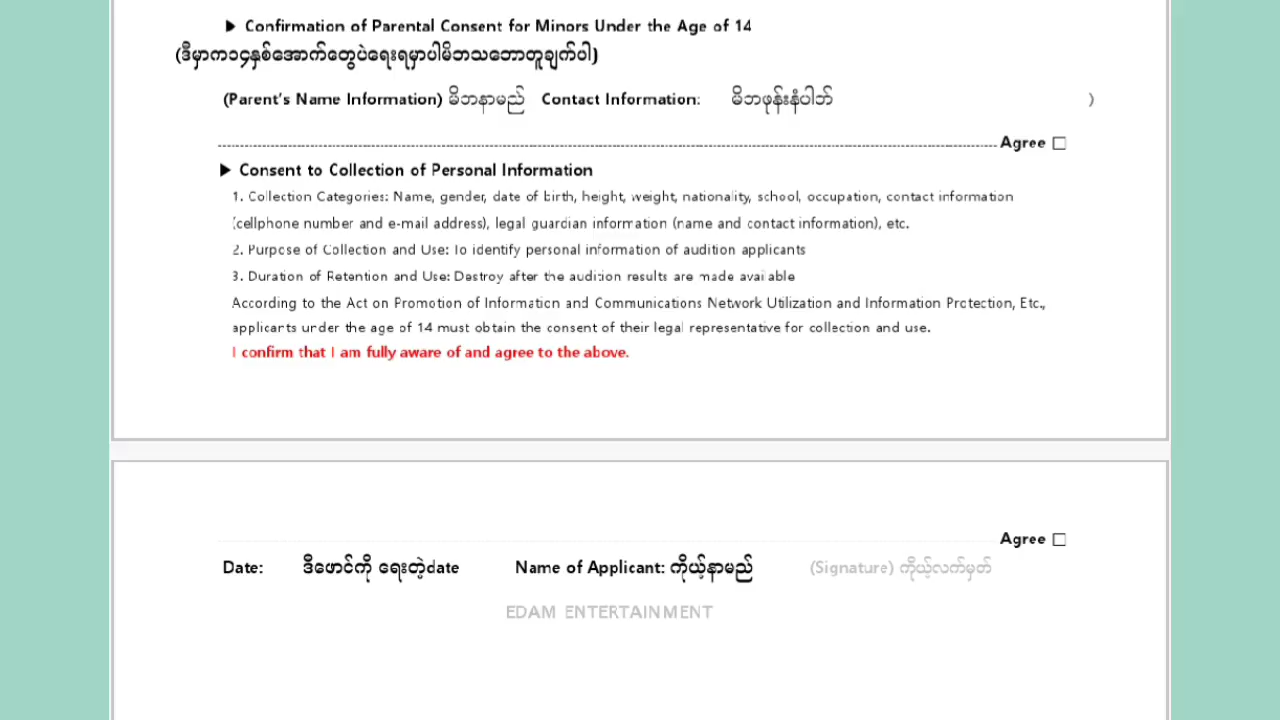 ▶ Confirmation of Parental Consent for Minors Under the Age of 14
(ဒီမှာက၁၄နှစ်အောက်တွေပဲရေးရမှာပါမိဘသဘောတူချက်ပါ)
(Parent's Name Information) မိဘနာမည် Contact Information: မိဘဖုန်းနံပါတ် )
Agree □
▶ Consent to Collection of Personal Information
1. Collection Categories: Name, gender, date of birth, height, weight, nationality, school, occupation, contact information
(cellphone number and e-mail address), legal guardian information (name and contact information), etc.
2. Purpose of Collection and Use: To identify personal information of audition applicants
3. Duration of Retention and Use: Destroy after the audition results are made available
According to the Act on Promotion of Information and Communications Network Utilization and Information Protection, Etc.,
applicants under the age of 14 must obtain the consent of their legal representative for collection and use.
I confirm that I am fully aware of and agree to the above.
Agree □
Date: ဒီဖောင်ကို ရေးတဲ့date Name of Applicant: ကိုယ့်နာမည် (Signature) ကိုယ့်လက်မှတ်
EDAM ENTERTAINMENT